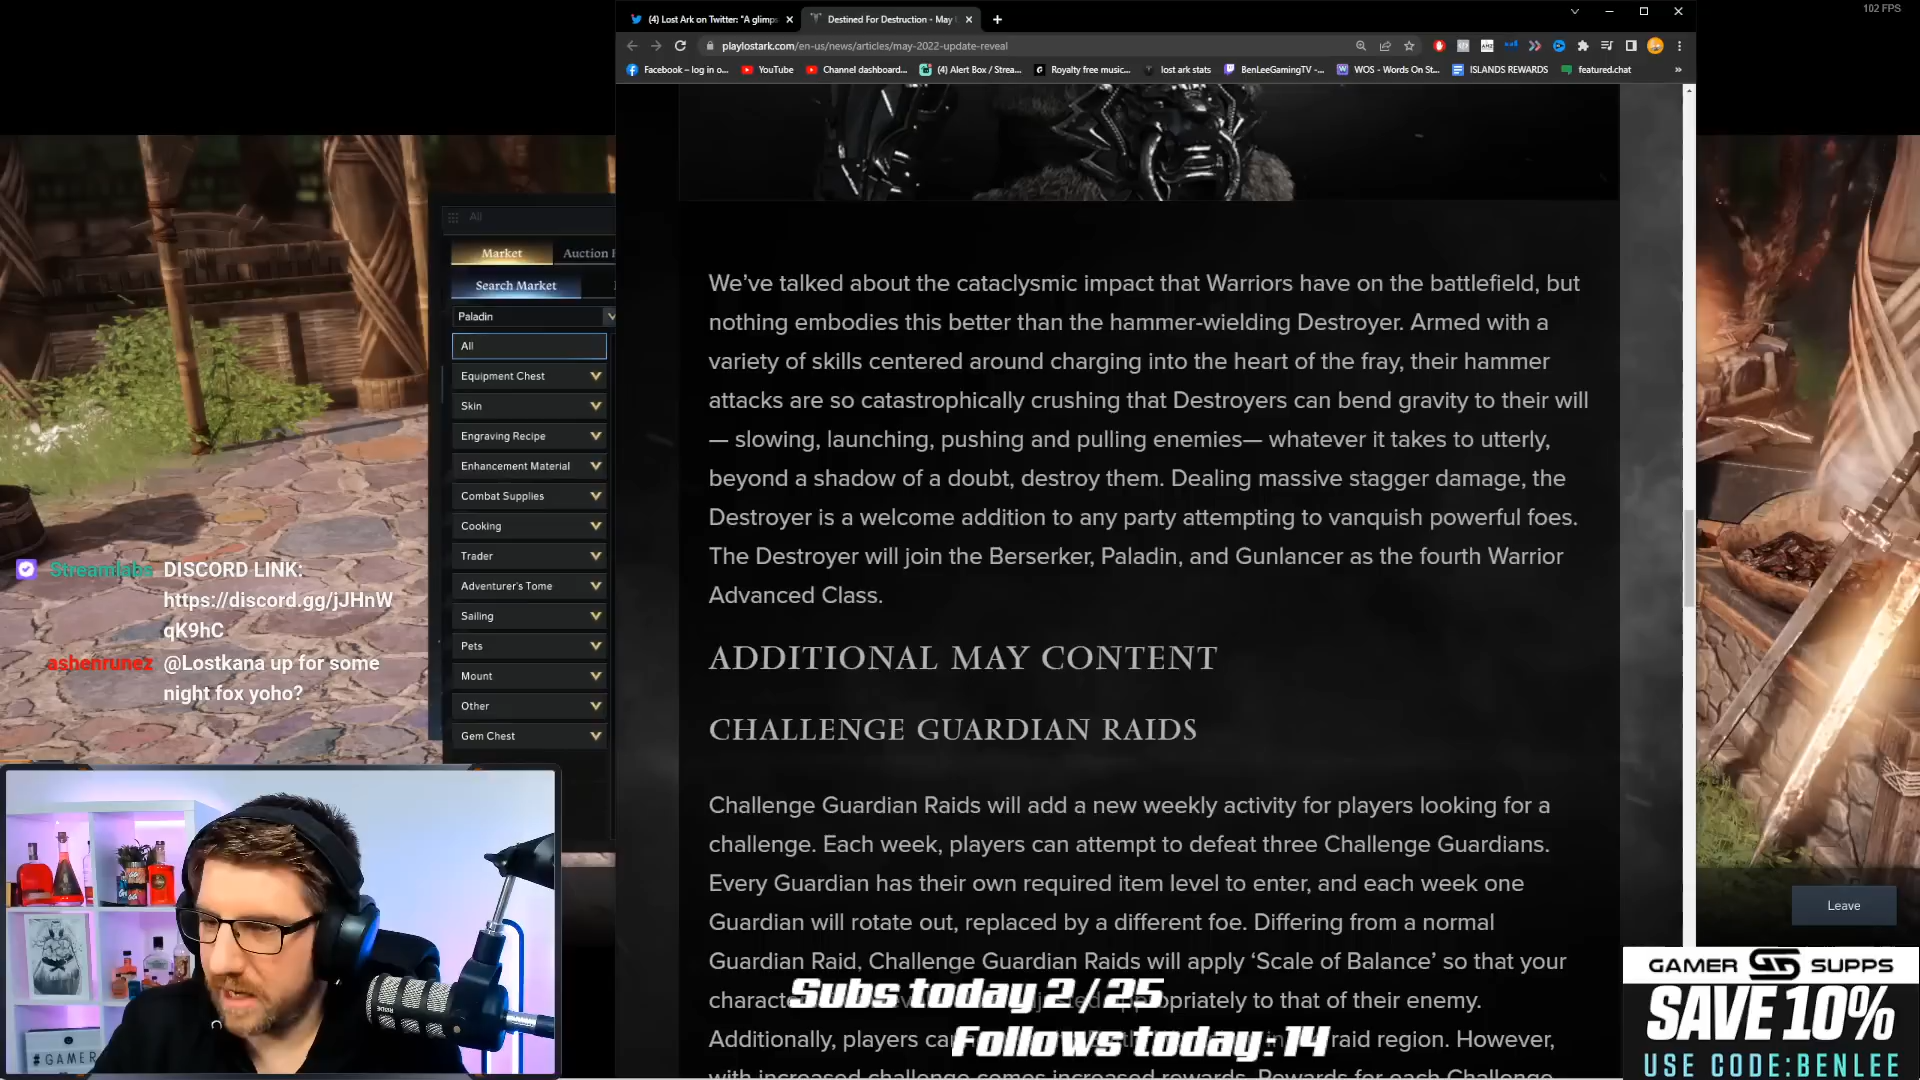 102 FPS
(4) Lost Ark on Twitter: "A glimps
Destined For Destruction - May
playlostark.com/en-us/news/articles/may-2022-update-reveal
Facebook – log in o...
YouTube
Channel dashboard...
(4) Alert Box / Strea...
Royalty free music...
lost ark stats
BenLeeGamingTV -...
WOS - Words On St...
ISLANDS REWARDS
featured.chat
All
Market
Auction
Search Market
Paladin
All
Equipment Chest
Skin
Engraving Recipe
Enhancement Material
Combat Supplies
Cooking
Trader
Adventurer's Tome
Sailing
Pets
Mount
Other
Gem Chest
Streamlabs DISCORD LINK:
https://discord.gg/jJHnW
qK9hC
ashenrunez @Lostkana up for some
night fox yoho?
We've talked about the cataclysmic impact that Warriors have on the battlefield, but
nothing embodies this better than the hammer-wielding Destroyer. Armed with a
variety of skills centered around charging into the heart of the fray, their hammer
attacks are so catastrophically crushing that Destroyers can bend gravity to their will
— slowing, launching, pushing and pulling enemies— whatever it takes to utterly,
beyond a shadow of a doubt, destroy them. Dealing massive stagger damage, the
Destroyer is a welcome addition to any party attempting to vanquish powerful foes.
The Destroyer will join the Berserker, Paladin, and Gunlancer as the fourth Warrior
Advanced Class.
ADDITIONAL MAY CONTENT
CHALLENGE GUARDIAN RAIDS
Challenge Guardian Raids will add a new weekly activity for players looking for a
challenge. Each week, players can attempt to defeat three Challenge Guardians.
Every Guardian has their own required item level to enter, and each week one
Guardian will rotate out, replaced by a different foe. Differing from a normal
Guardian Raid, Challenge Guardian Raids will apply 'Scale of Balance' so that your
to that of their enemy.
Additionally, players raid region. However,
with increased challenge comes increased rewards. Rewards for each Challenge
Subs today 2/25
Follows today: 14
Leave
GAMER SUPPS
SAVE 10%
USE CODE:BENLEE
#GAMER
RODE